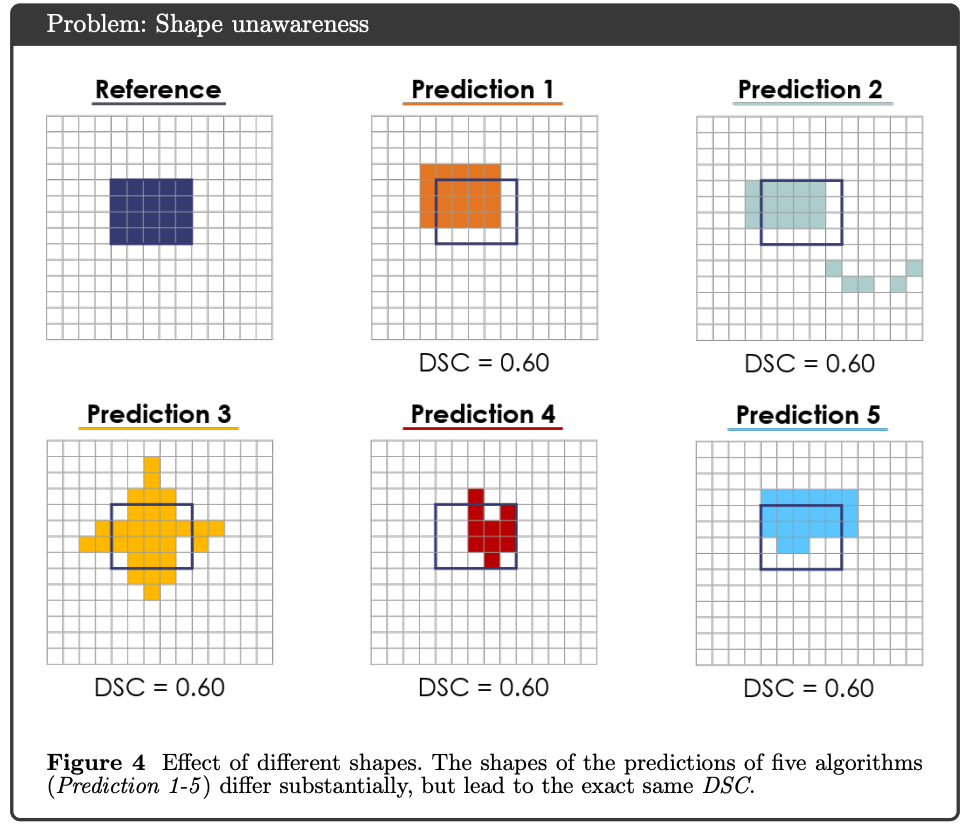 Problem: Shape unawareness
Reference
Prediction 1
Prediction 2
DSC = 0.60
DSC = 0.60
Prediction 3
Prediction 4
Prediction 5
DSC = 0.60
DSC = 0.60
DSC = 0.60
Figure 4 Effect of different shapes. The shapes of the predictions of five algorithms
(Prediction 1-5) differ substantially, but lead to the exact same DSC.